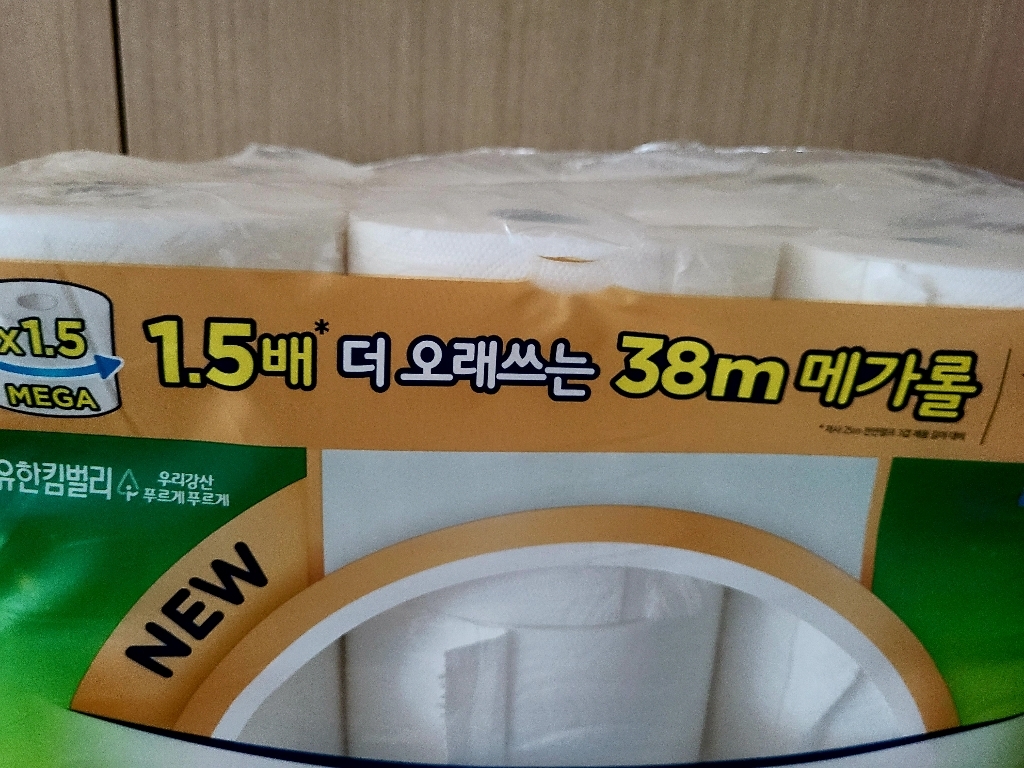 x1.5
MEGA
1.5배* 더 오래쓰는 38m 메가롤
유한킴벌리
우리강산
푸르게 푸르게
NEW